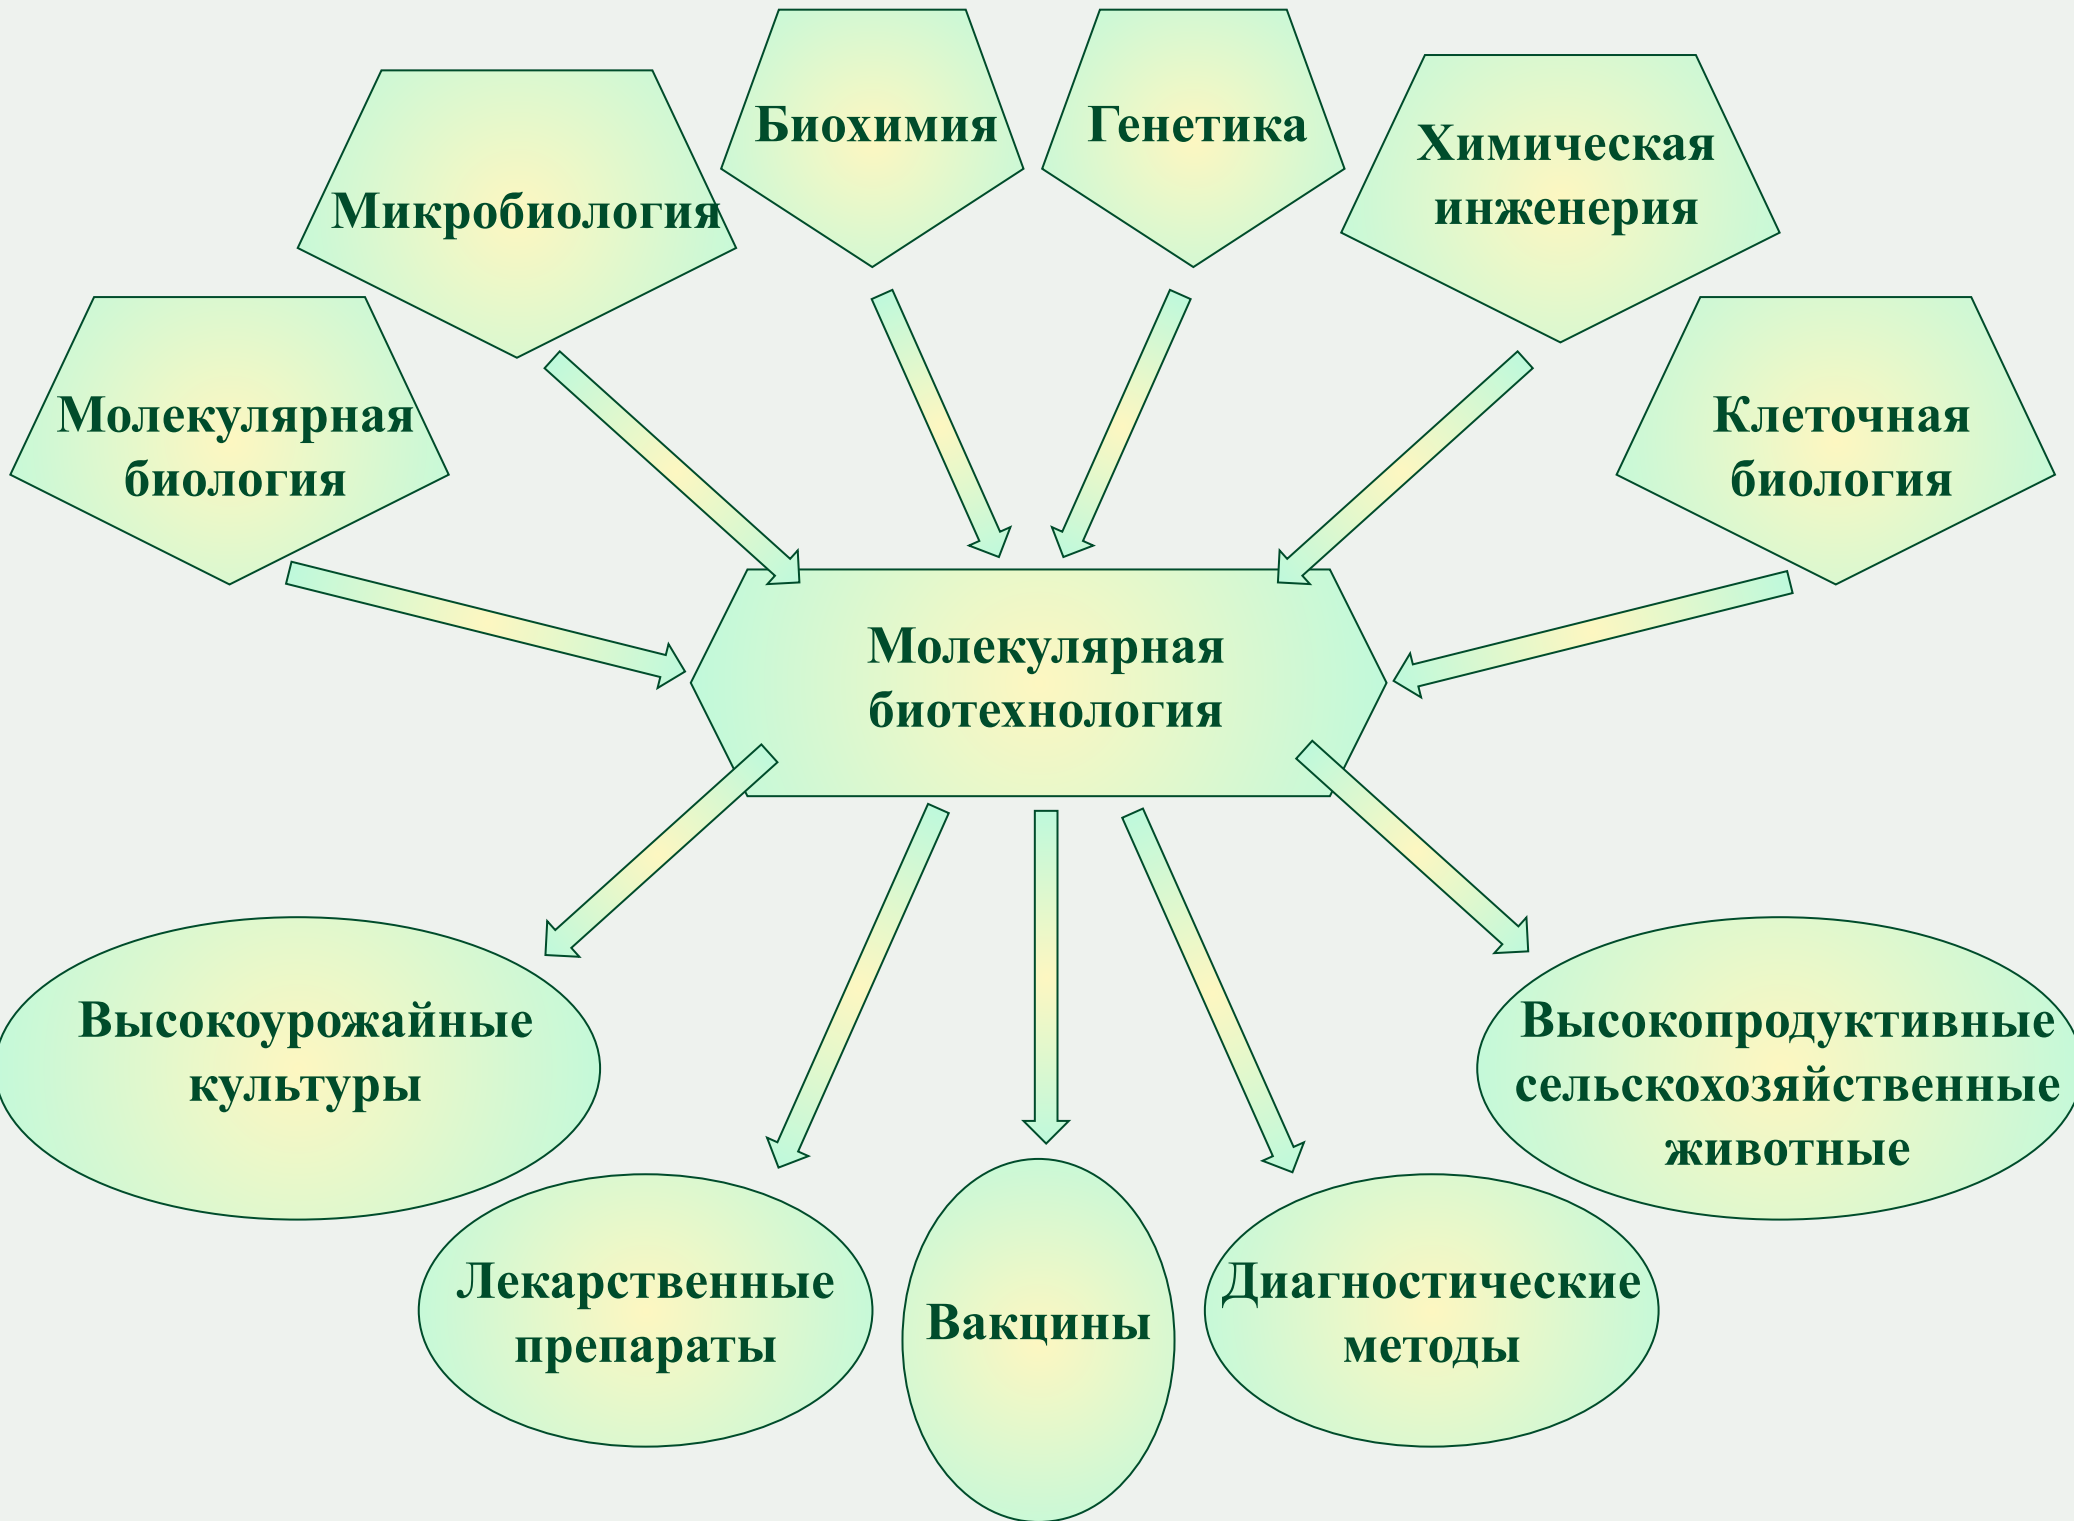 Биохимия
Генетика
Химическая
инженерия
Микробиология
Молекулярная
биология
Клеточная
биология
Молекулярная
биотехнология
Высокоурожайные
культуры
Высокопродуктивные
сельскохозяйственные
животные
Лекарственные
препараты
Вакцины
Диагностические
методы